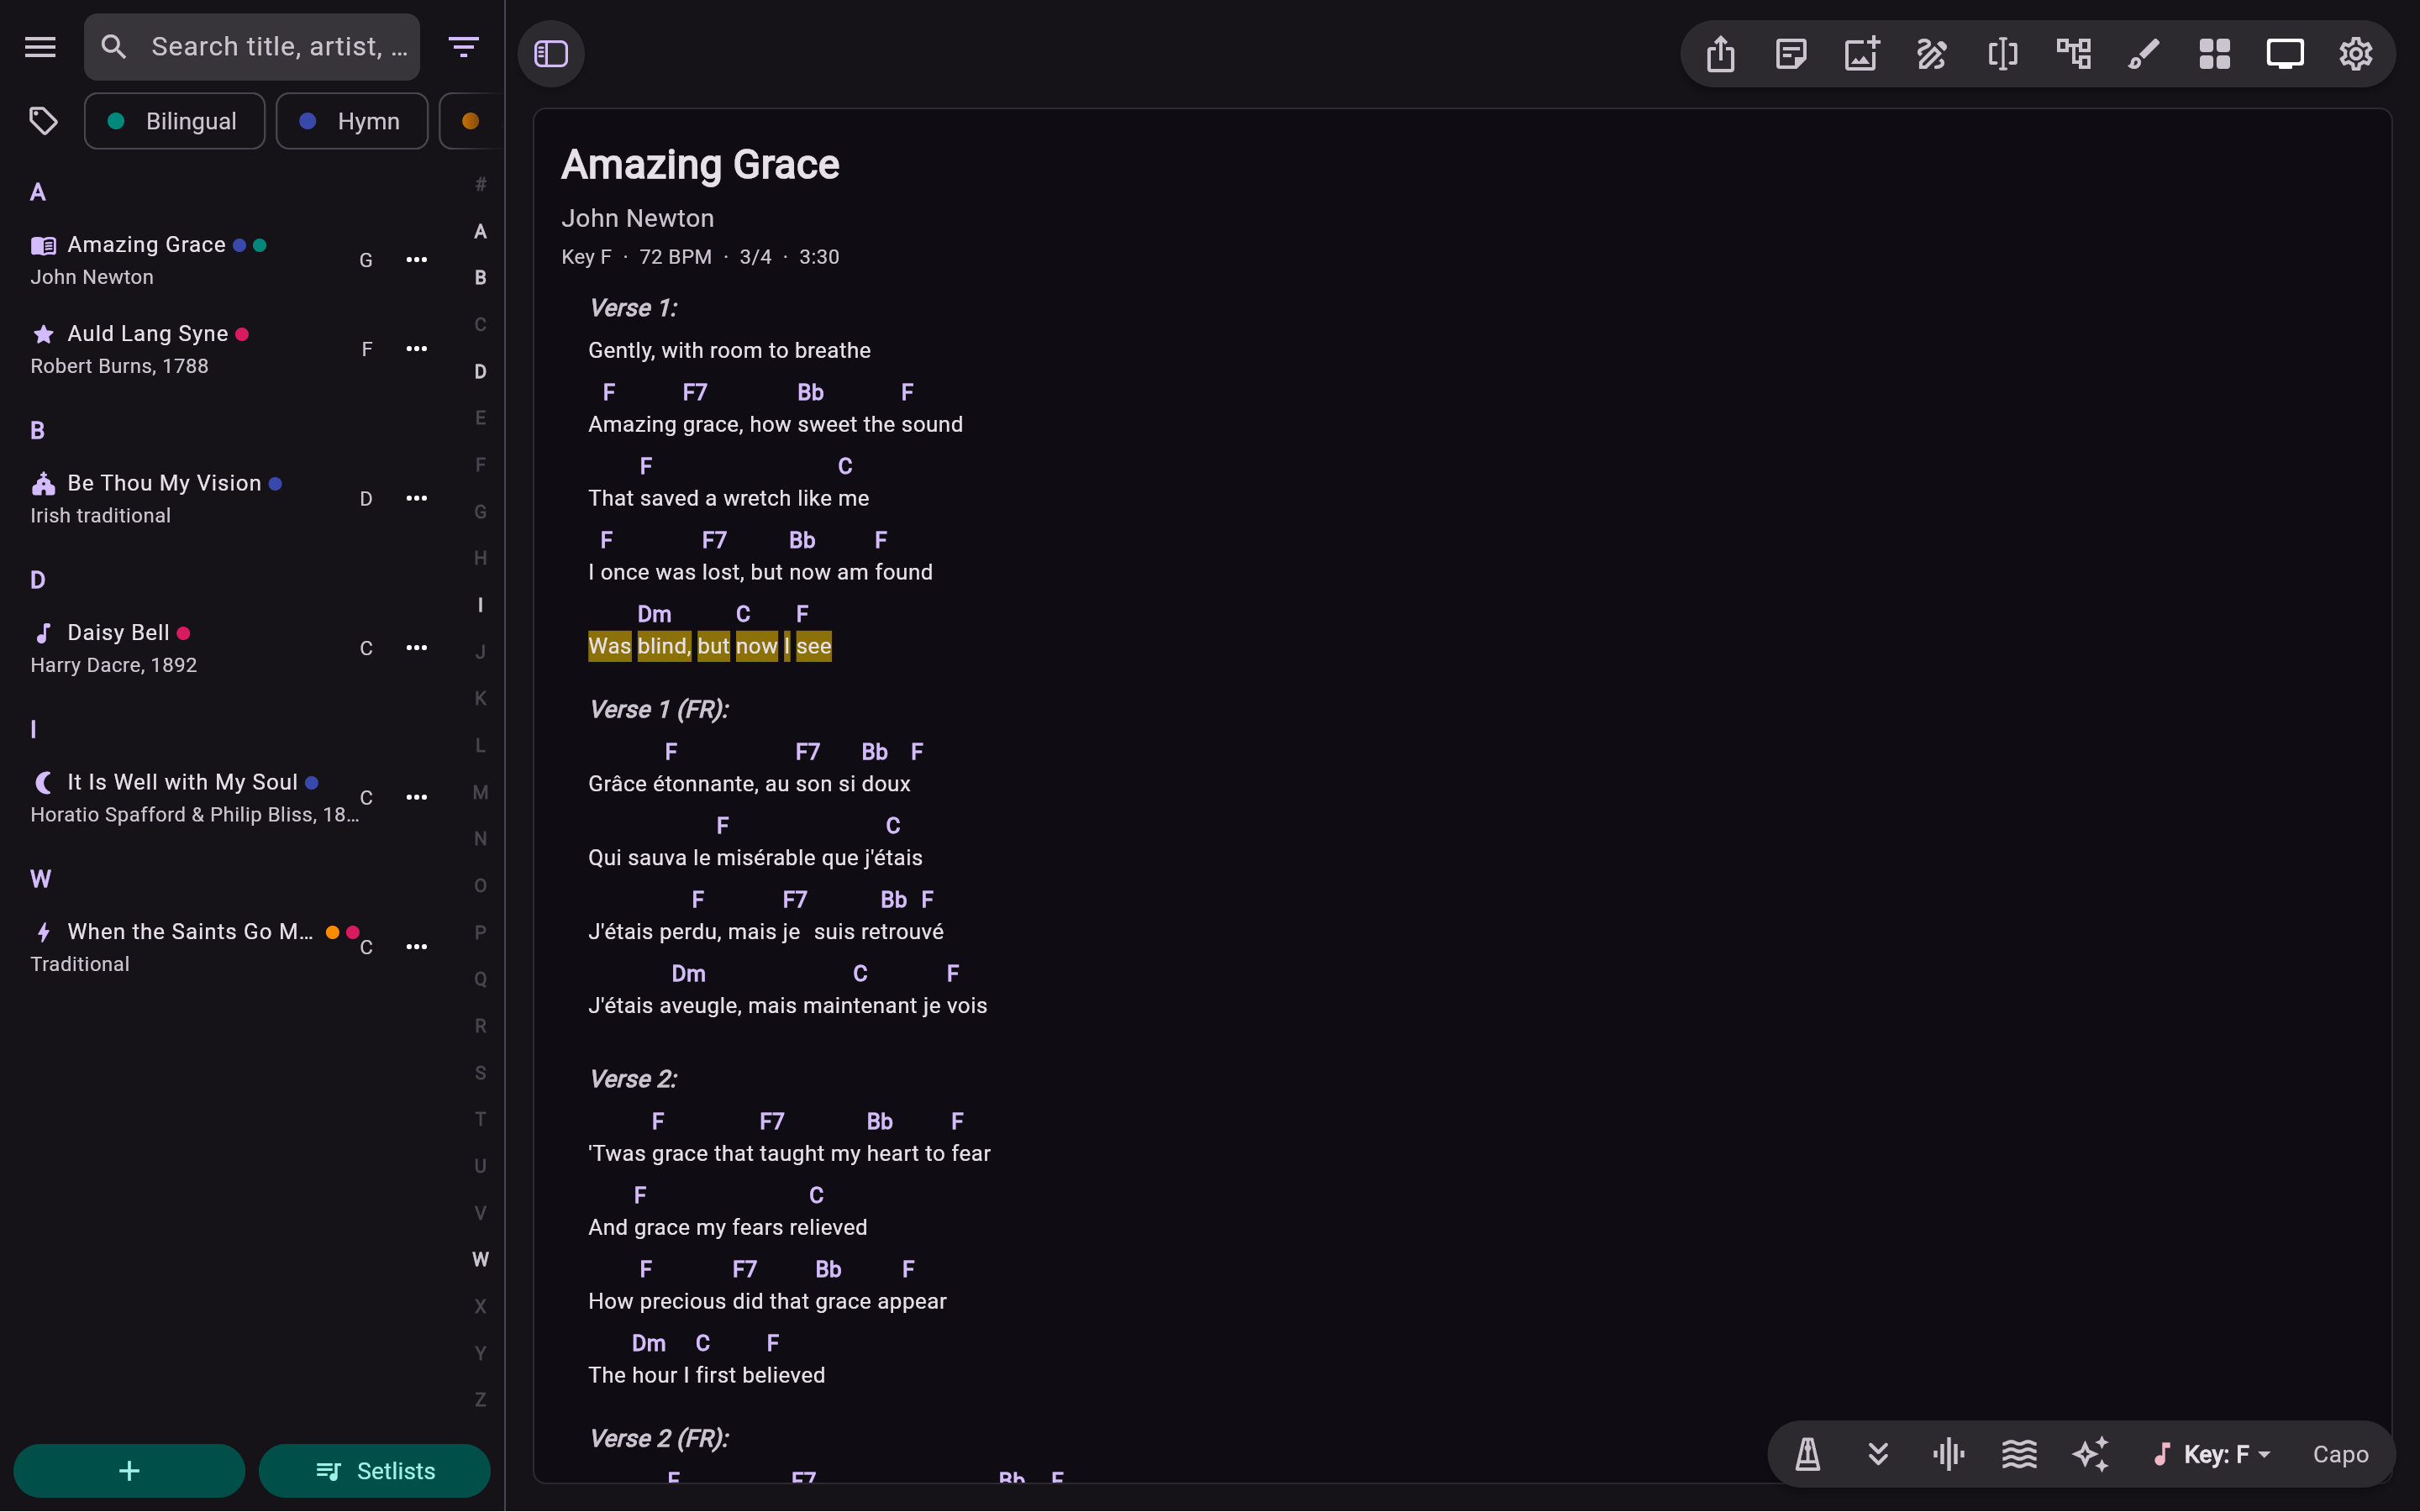 Search title, artist, ...
Bilingual
Hymn
A
Amazing Grace
G
John Newton
Auld Lang Syne
F
Robert Burns, 1788
B
Be Thou My Vision
D
Irish traditional
D
Daisy Bell
C
Harry Dacre, 1892
I
It Is Well with My Soul
C
Horatio Spafford & Philip Bliss, 18...
W
When the Saints Go M...
C
Traditional
#
A
B
C
D
E
F
G
H
I
J
K
L
M
N
O
P
Q
R
S
T
U
V
W
X
Y
Z
+
Setlists
Amazing Grace
John Newton
Key F · 72 BPM · 3/4 · 3:30
Verse 1:
Gently, with room to breathe
F F7 Bb F
Amazing grace, how sweet the sound
F C
That saved a wretch like me
F F7 Bb F
I once was lost, but now am found
Dm C F
Was blind, but now I see
Verse 1 (FR):
F F7 Bb F
Grâce étonnante, au son si doux
F C
Qui sauva le misérable que j'étais
F F7 Bb F
J'étais perdu, mais je suis retrouvé
Dm C F
J'étais aveugle, mais maintenant je vois
Verse 2:
F F7 Bb F
'Twas grace that taught my heart to fear
F C
And grace my fears relieved
F F7 Bb F
How precious did that grace appear
Dm C F
The hour I first believed
Verse 2 (FR):
F F7 Bb F
Key: F
Capo